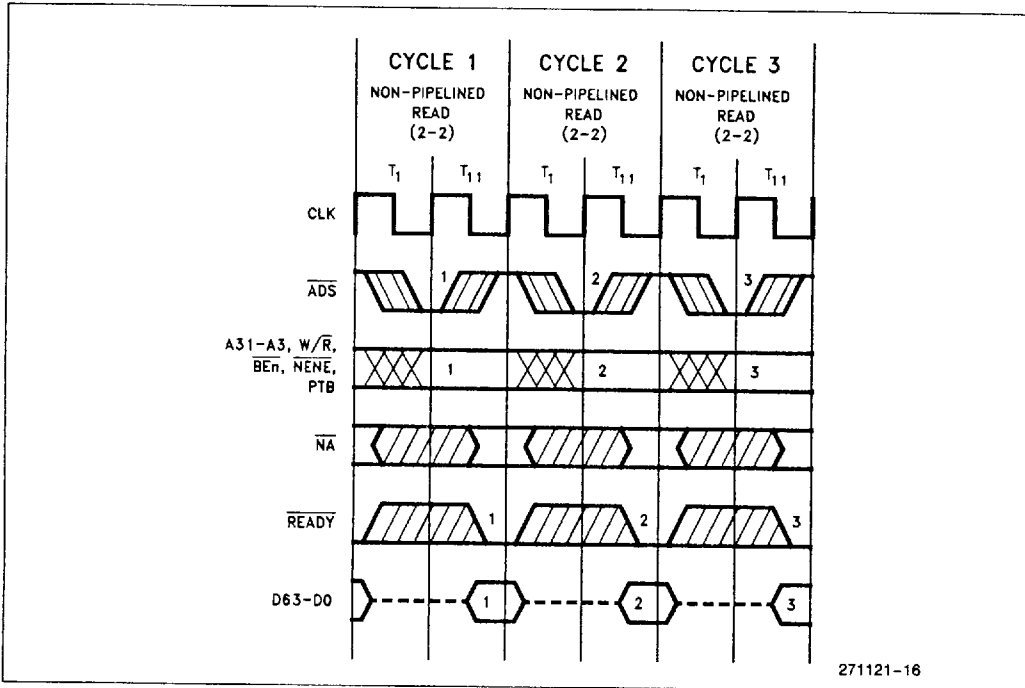 CYCLE 1 CYCLE 2 CYCLE 3
NON-PIPELINED NON-PIPELINED NON-PIPELINED
READ READ READ
(2-2) (2-2) (2-2)
T1 T11 T1 T11 T1 T11
CLK
ADS 1 2 3
A31-A3, W/R,
BEn, NENE, 1 2 3
PTB
NA
READY 1 2 3
D63-D0 1 2 3
271121-16